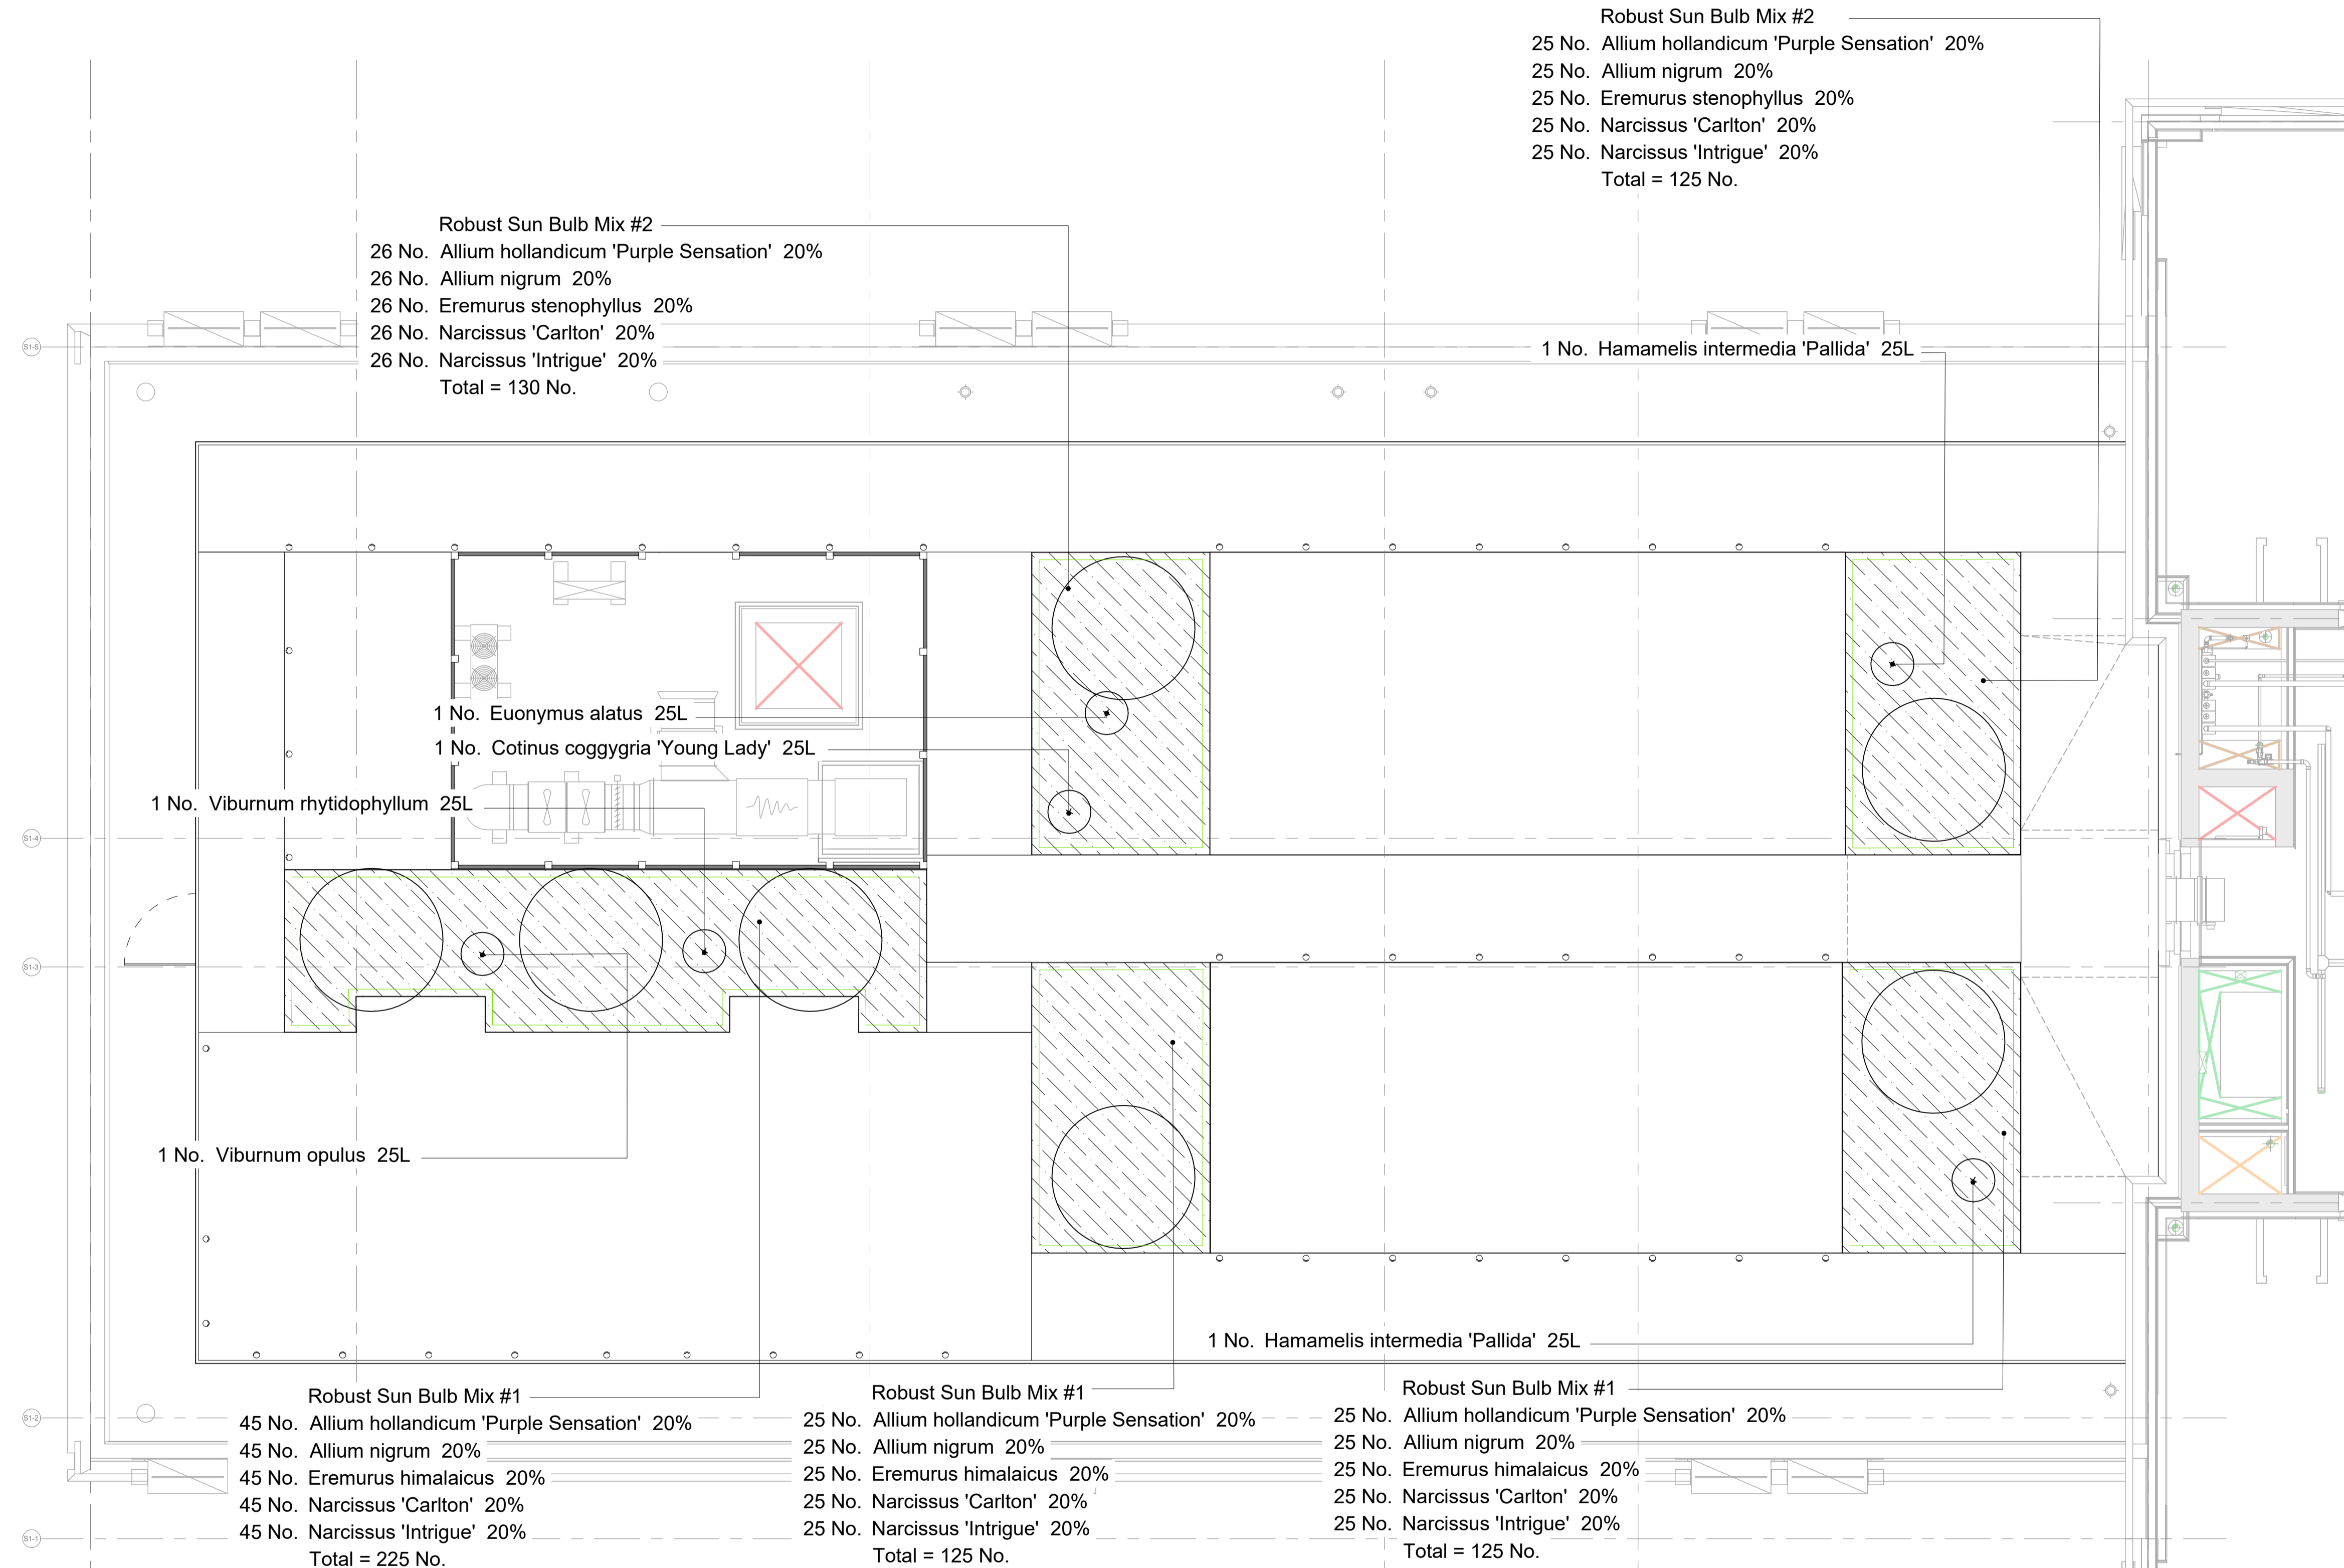 Robust Sun Bulb Mix #2
25 No. Allium hollandicum 'Purple Sensation' 20%
25 No. Allium nigrum 20%
25 No. Eremurus stenophyllus 20%
25 No. Narcissus 'Carlton' 20%
25 No. Narcissus 'Intrigue' 20%
Total = 125 No.
Robust Sun Bulb Mix #2
26 No. Allium hollandicum 'Purple Sensation' 20%
26 No. Allium nigrum 20%
26 No. Eremurus stenophyllus 20%
26 No. Narcissus 'Carlton' 20%
26 No. Narcissus 'Intrigue' 20%
Total = 130 No.
S1-5
1 No. Hamamelis intermedia 'Pallida' 25L
1 No. Euonymus alatus 25L
1 No. Cotinus coggygria 'Young Lady' 25L
1 No. Viburnum rhytidophyllum 25L
S1-4
S1-3
1 No. Viburnum opulus 25L
1 No. Hamamelis intermedia 'Pallida' 25L
S1-2
Robust Sun Bulb Mix #1
45 No. Allium hollandicum 'Purple Sensation' 20%
45 No. Allium nigrum 20%
45 No. Eremurus himalaicus 20%
45 No. Narcissus 'Carlton' 20%
45 No. Narcissus 'Intrigue' 20%
Total = 225 No.
Robust Sun Bulb Mix #1
25 No. Allium hollandicum 'Purple Sensation' 20%
25 No. Allium nigrum 20%
25 No. Eremurus himalaicus 20%
25 No. Narcissus 'Carlton' 20%
25 No. Narcissus 'Intrigue' 20%
Total = 125 No.
Robust Sun Bulb Mix #1
25 No. Allium hollandicum 'Purple Sensation' 20%
25 No. Allium nigrum 20%
25 No. Eremurus himalaicus 20%
25 No. Narcissus 'Carlton' 20%
25 No. Narcissus 'Intrigue' 20%
Total = 125 No.
S1-1